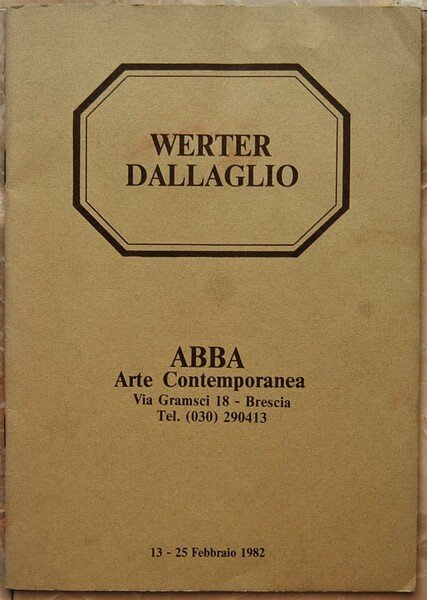 WERTER
DALLAGLIO
ABBA
Arte Contemporanea
Via Gramsci 18 - Brescia
Tel. (030) 290413
13 - 25 Febbraio 1982